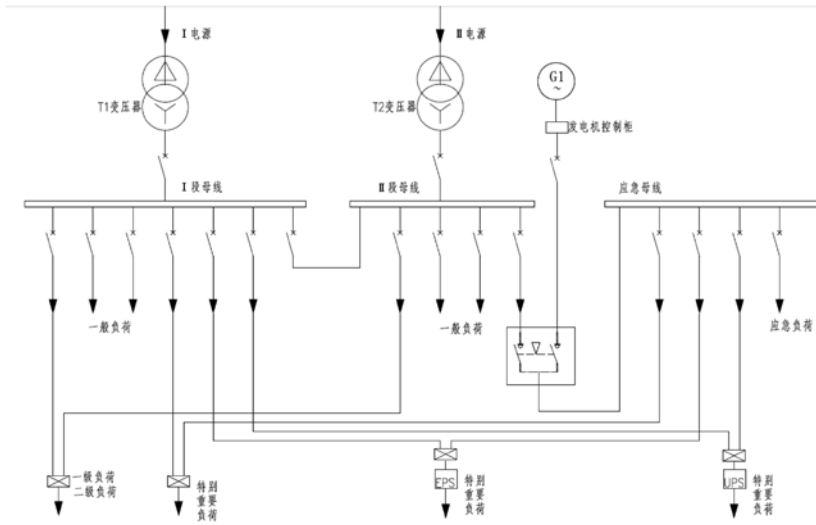 Ⅰ电源
Ⅱ电源
G1
~
T1变压器
T2变压器
发电机控制柜
Ⅰ段母线
Ⅱ段母线
应急母线
一般负荷
一般负荷
应急负荷
一级负荷
二级负荷
特别
重要
负荷
EPS
特别
重要
负荷
UPS
特别
重要
负荷